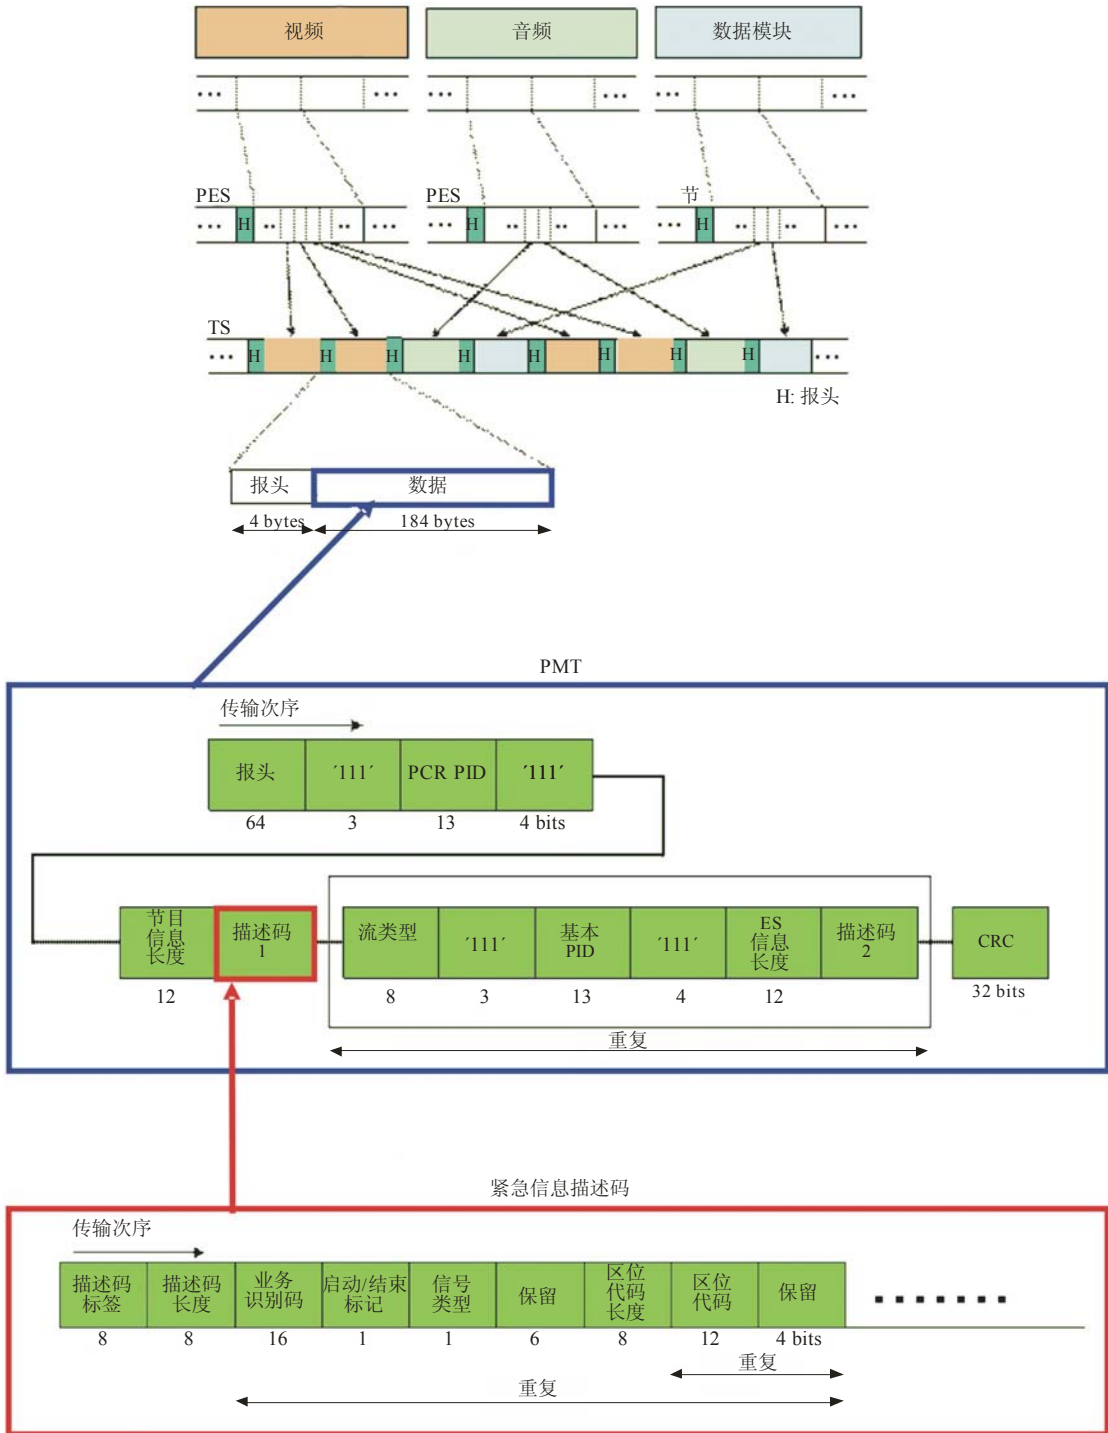 视频 音频 数据模块
PES PES 节
H H H
TS
H H H H H H H H
H: 报头
报头 数据
4 bytes 184 bytes
PMT
传输次序
报头 ′111′ PCR PID ′111′
64 3 13 4 bits
节目
信息
长度
描述码
1
流类型
′111′
基本
PID
′111′
ES
信息
长度
描述码
2
CRC
12 8 3 13 4 12 32 bits
重复
紧急信息描述码
传输次序
描述码
标签
描述码
长度
业务
识别码
启动/结束
标记
信号
类型
保留
区位
代码
长度
区位
代码
保留
8 8 16 1 1 6 8 12 4 bits
重复
重复